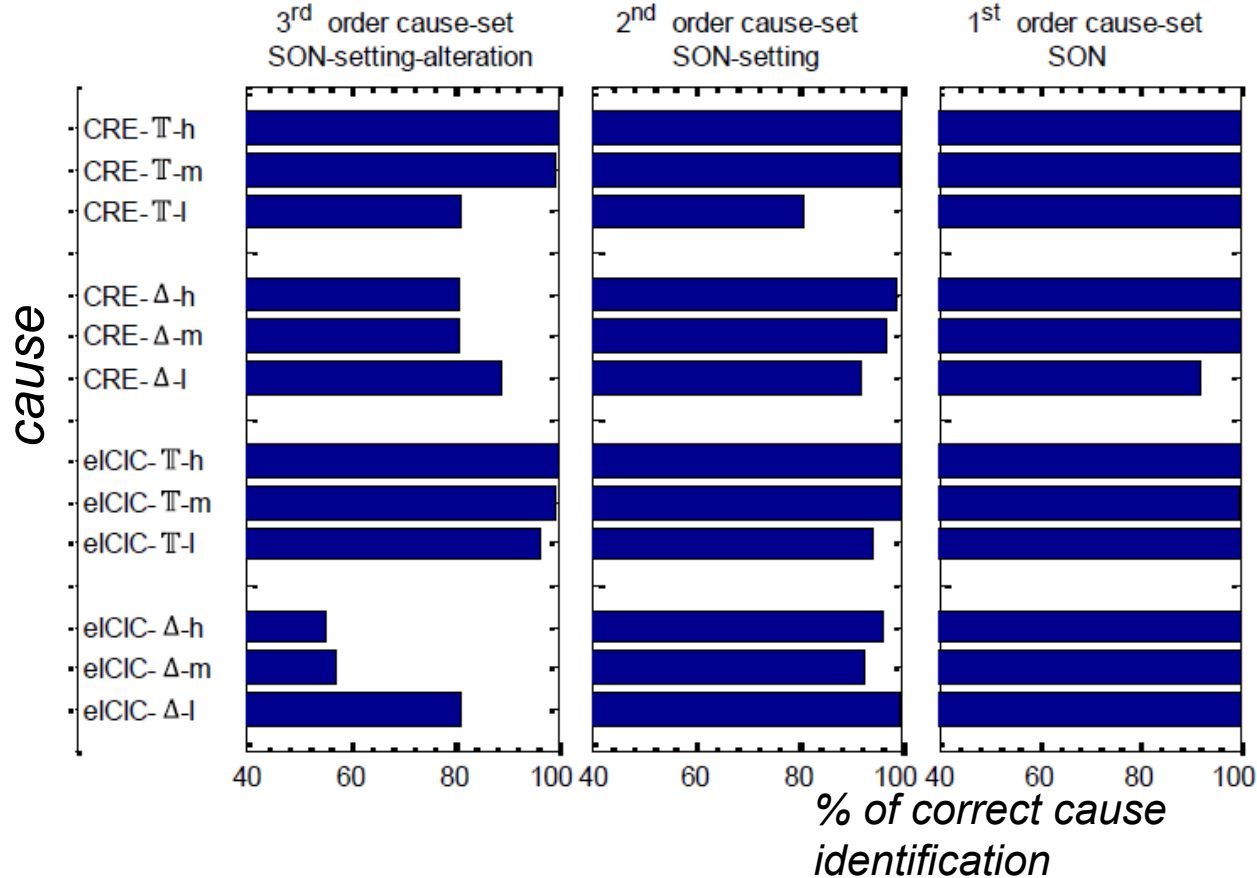 3rd order cause-set
SON-setting-alteration
2nd order cause-set
SON-setting
1st order cause-set
SON
cause
CRE-𝕋-h
CRE-𝕋-m
CRE-𝕋-l
CRE-Δ-h
CRE-Δ-m
CRE-Δ-l
eICIC-𝕋-h
eICIC-𝕋-m
eICIC-𝕋-l
eICIC-Δ-h
eICIC-Δ-m
eICIC-Δ-l
40 60 80 100
40 60 80 100
40 60 80 100
% of correct cause
identification